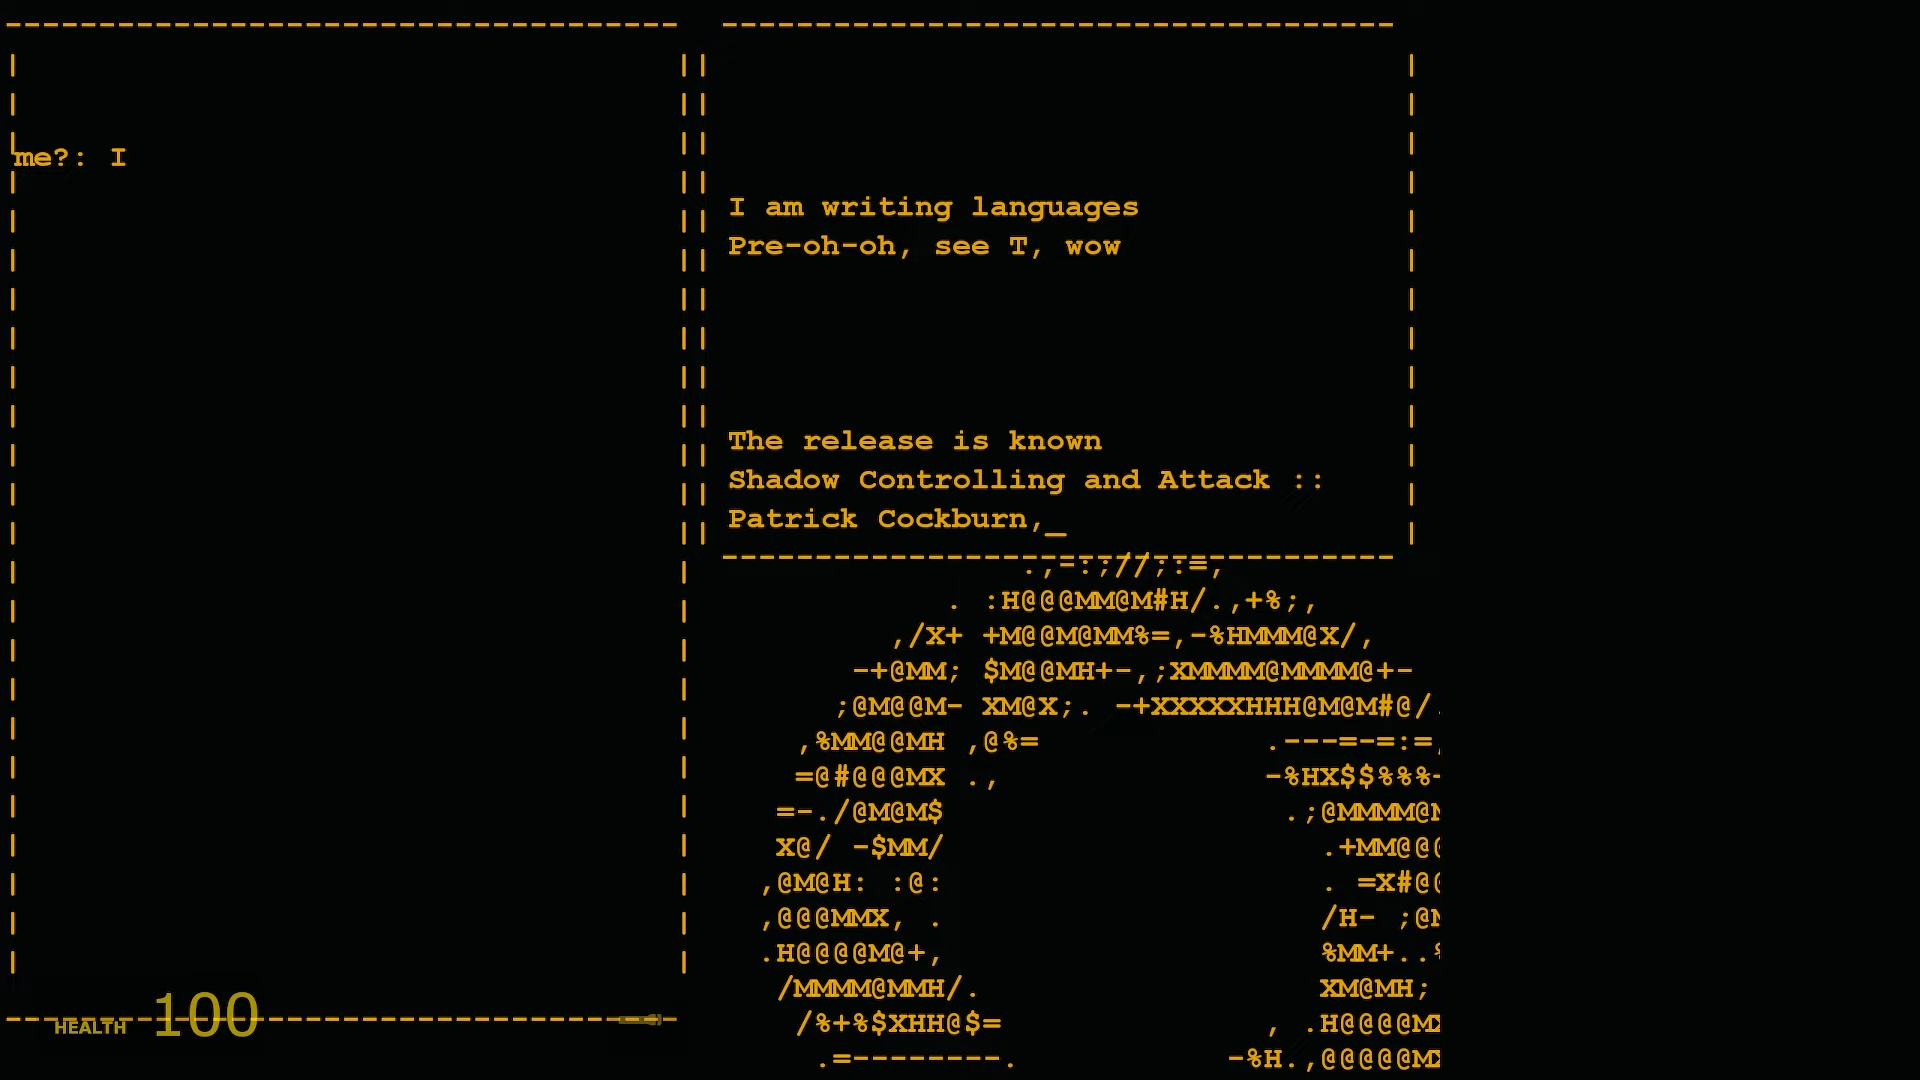 me?: I
I am writing languages
Pre-oh-oh, see T, wow
The release is known
Shadow Controlling and Attack ::
Patrick Cockburn,_
HEALTH 100